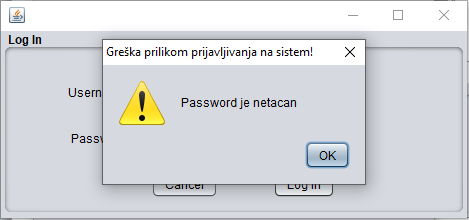 Log In
Greška prilikom prijavljivanja na sistem!
Password je netacan
OK
Cancel
Log In